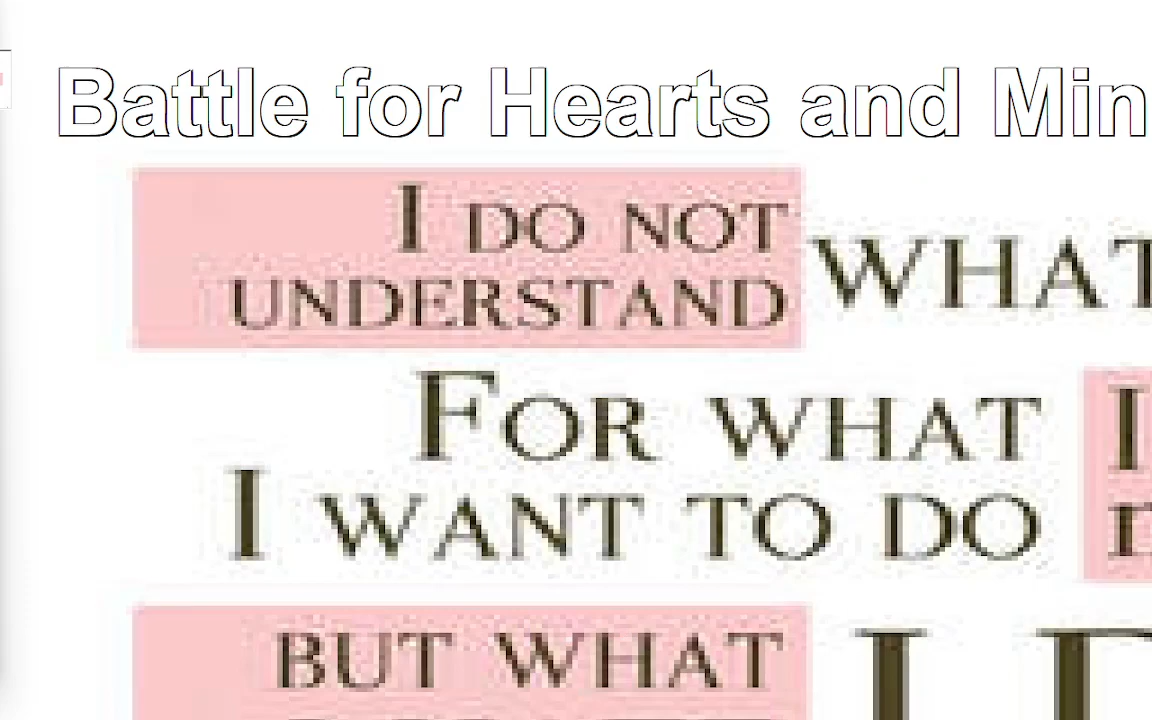 Battle for Hearts and Min
I DO NOT
UNDERSTAND
WHAT
FOR WHAT
I WANT TO DO
BUT WHAT